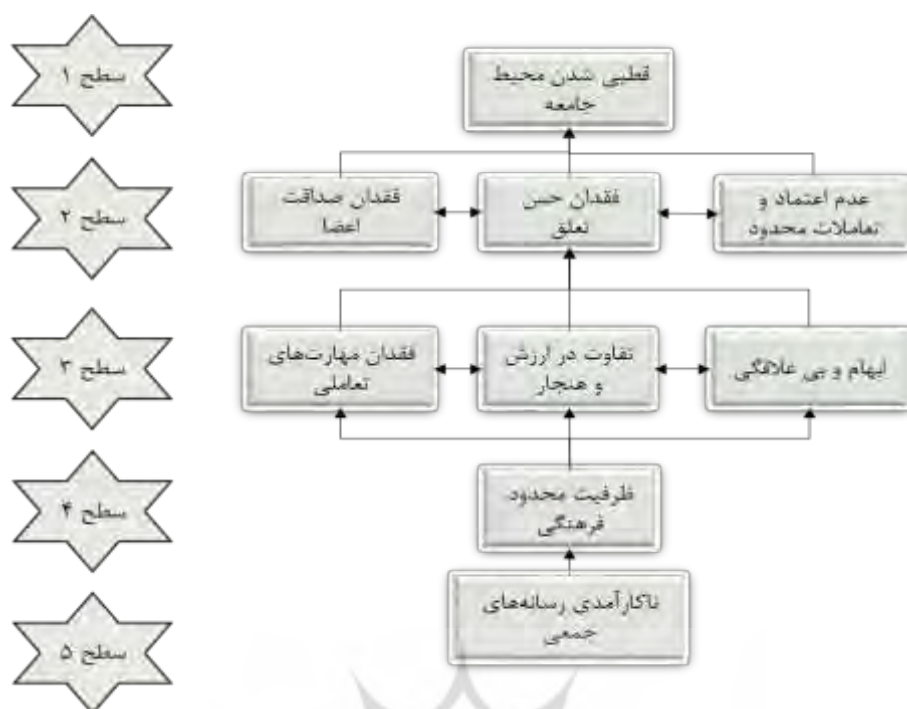 سطح ۱
قطبی شدن محیط
جامعه
سطح ۲
عدم اعتماد و
تعاملات محدود
فقدان حس
تعلق
فقدان صداقت
اعضا
سطح ۳
ابهام و بی علاقگی
تفاوت در ارزش
و هنجار
فقدان مهارت‌های
تعاملی
سطح ۴
ظرفیت محدود
فرهنگی
سطح ۵
ناکارآمدی رسانه‌های
جمعی